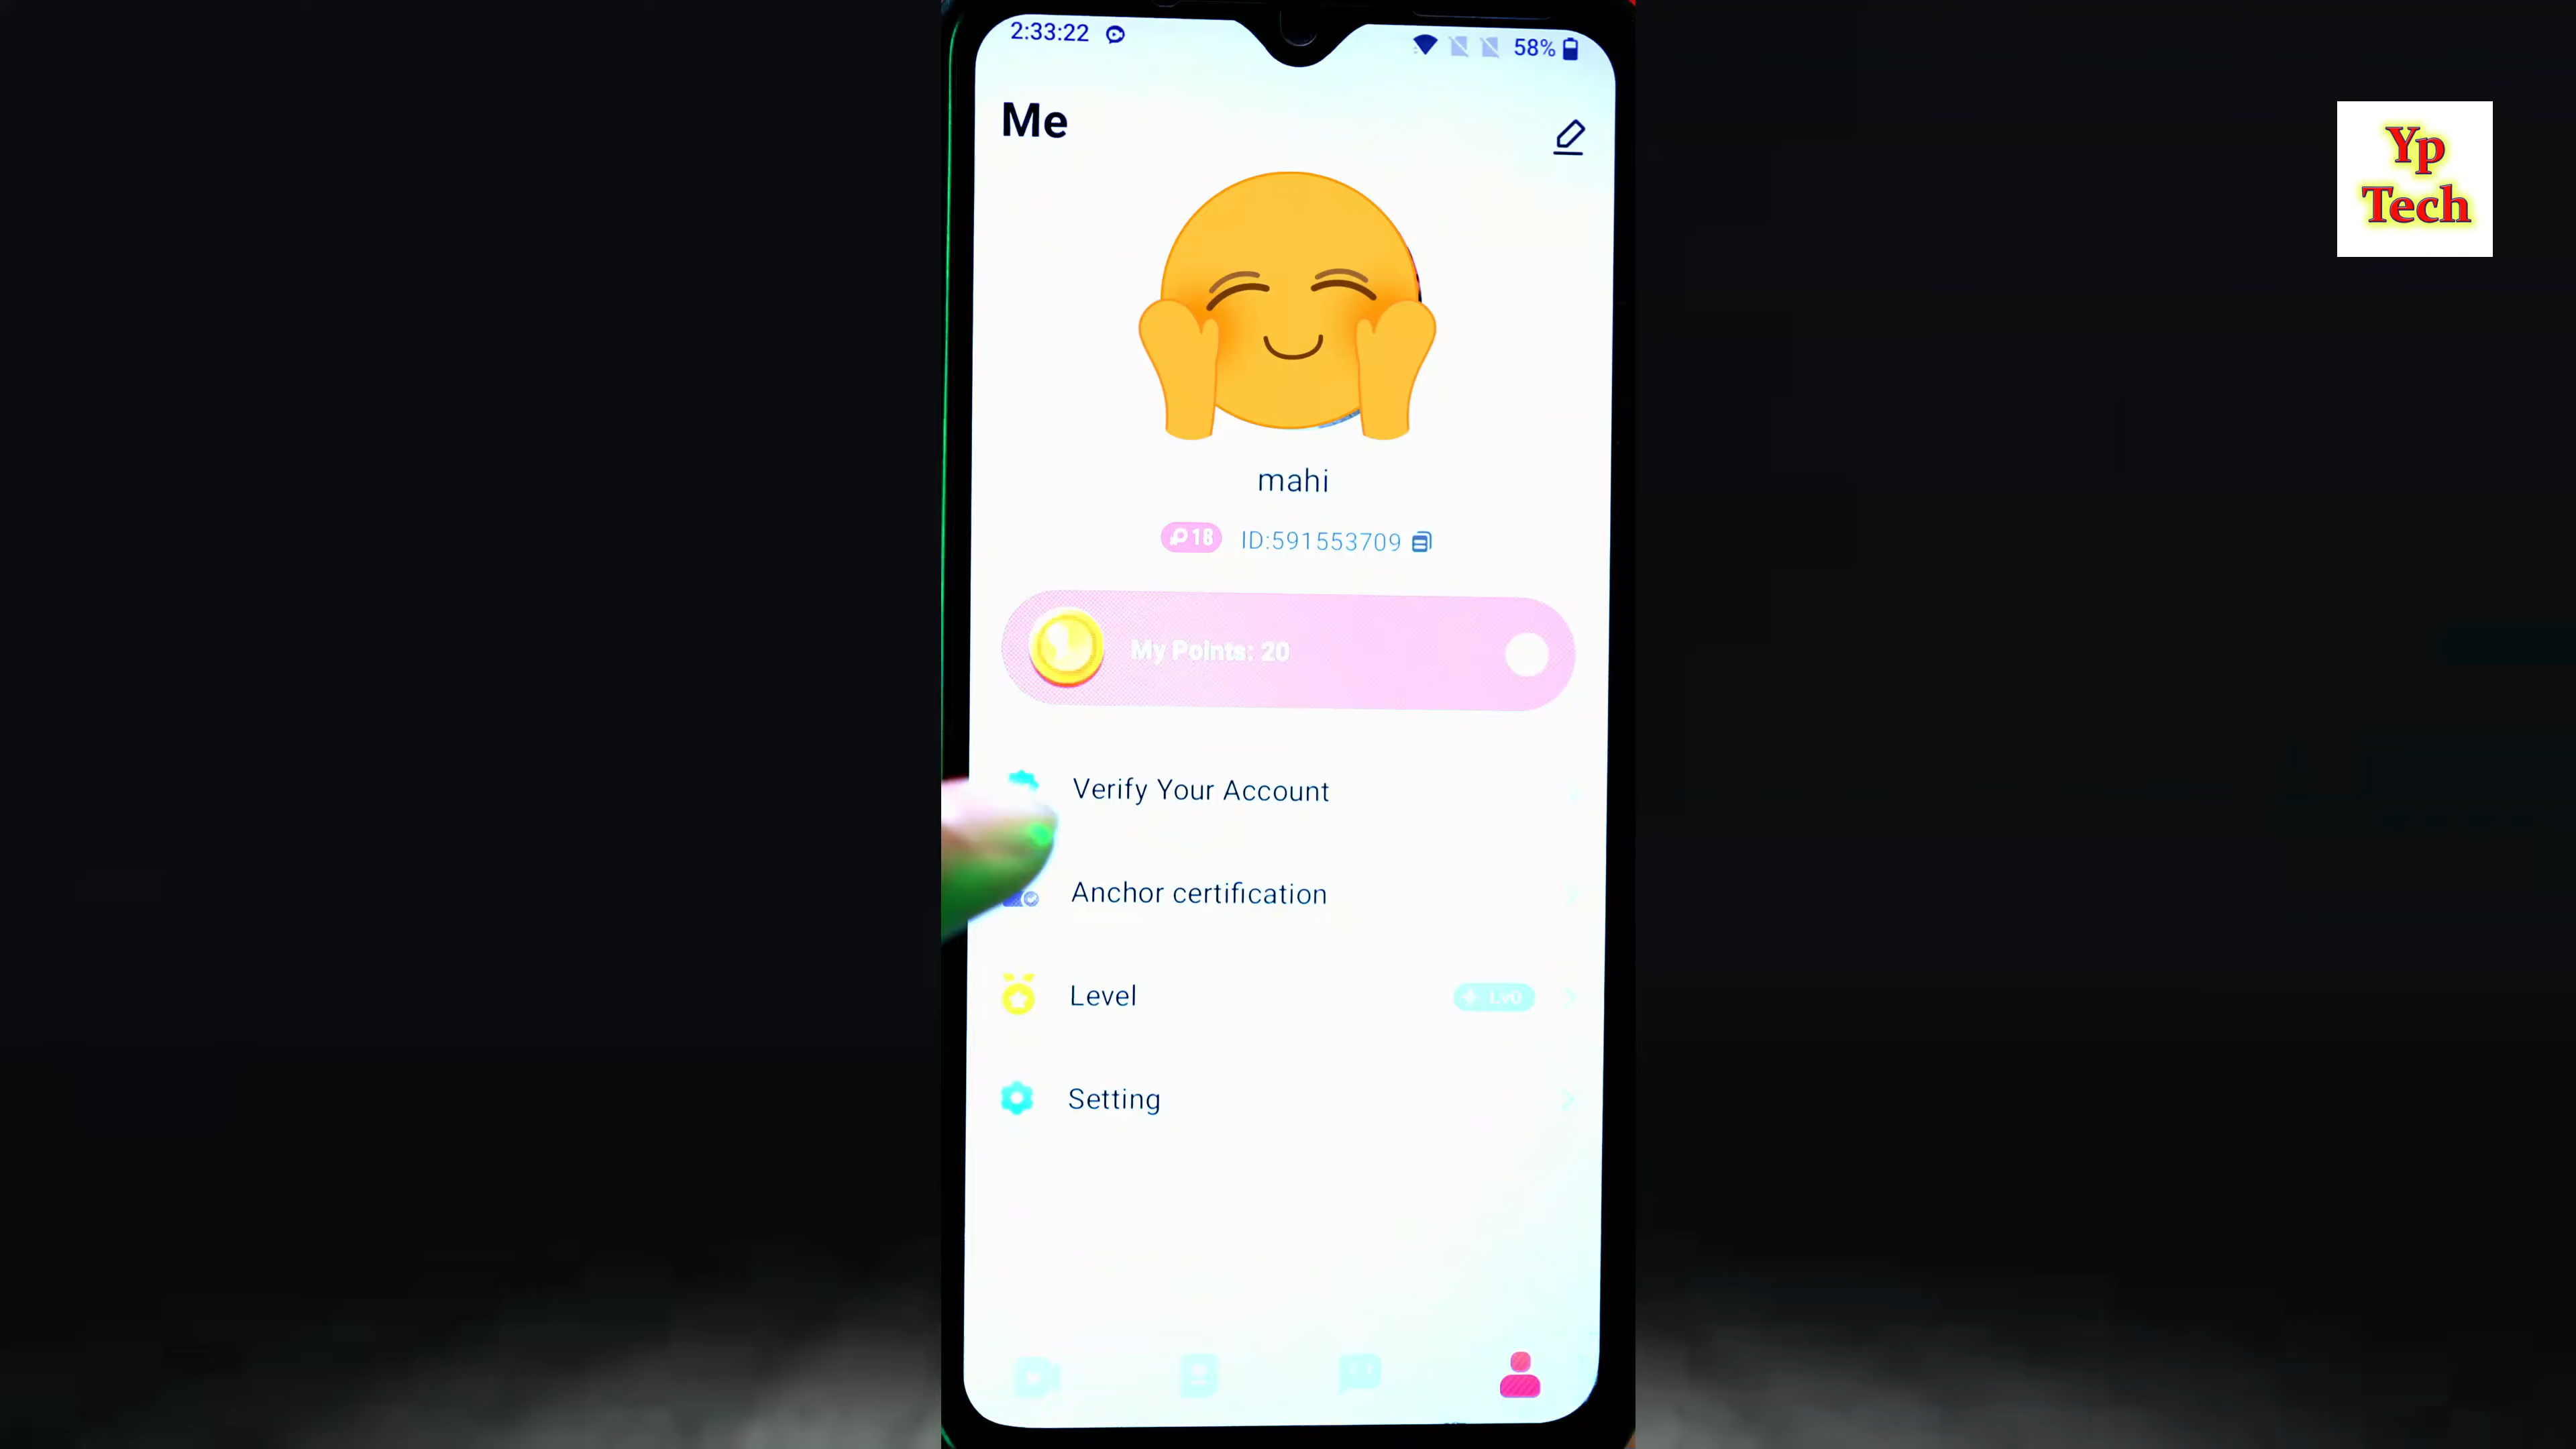 2:33:22
58%
Yp
Tech
Me
mahi
18 ID:591553709
My Points: 20
Verify Your Account
Anchor certification
Level
Lv0
Setting